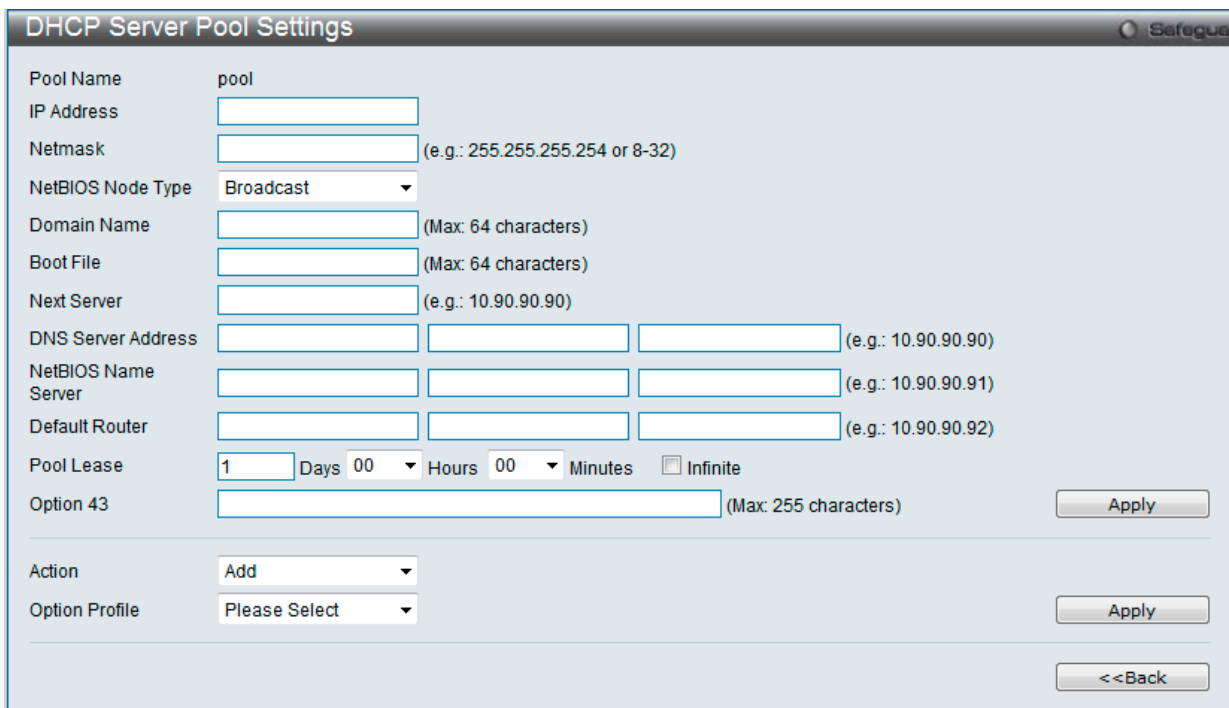 DHCP Server Pool Settings
Pool Name pool
IP Address
Netmask (e.g.: 255.255.255.254 or 8-32)
NetBIOS Node Type Broadcast
Domain Name (Max: 64 characters)
Boot File (Max: 64 characters)
Next Server (e.g.: 10.90.90.90)
DNS Server Address (e.g.: 10.90.90.90)
NetBIOS Name
Server (e.g.: 10.90.90.91)
Default Router (e.g.: 10.90.90.92)
Pool Lease 1 Days 00 Hours 00 Minutes Infinite
Option 43 (Max: 255 characters) Apply
Action Add
Option Profile Please Select Apply
<<Back